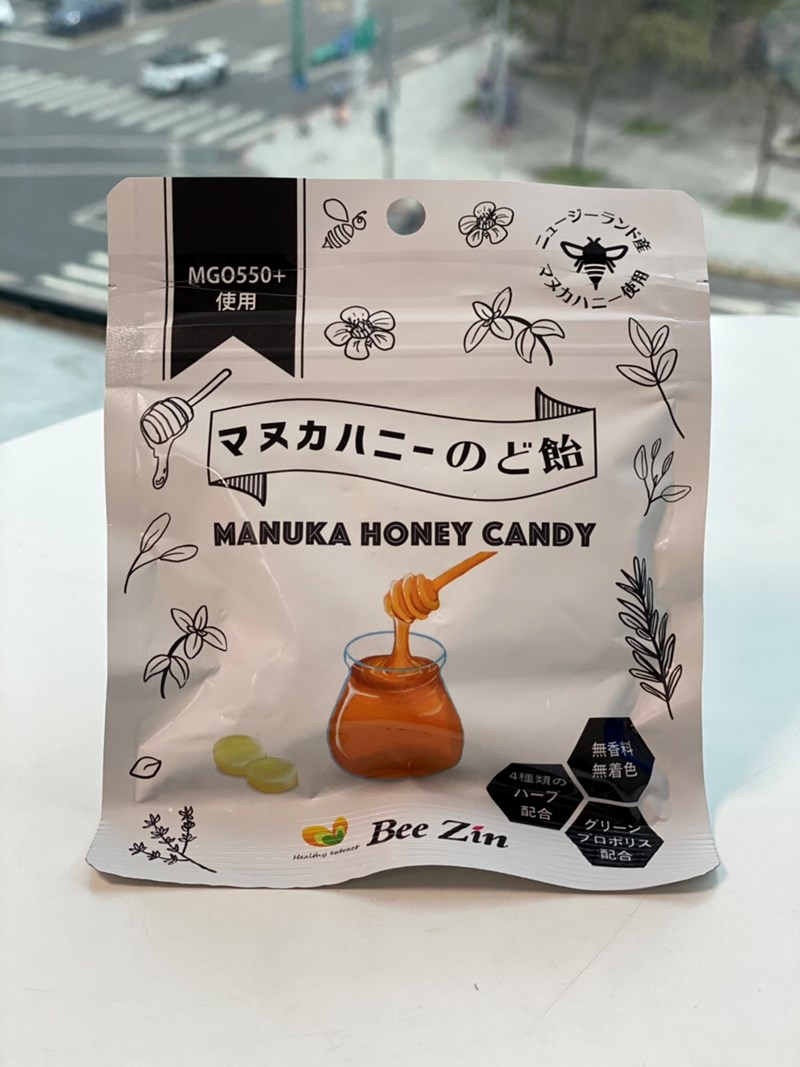 MGO550+
使用
ニュージーランド産
マヌカハニー使用
マヌカハニーのど飴
MANUKA HONEY CANDY
無香料
無着色
4種類の
ハーブ
配合
グリーン
プロポリス
配合
Healthy extract
Bee Zin